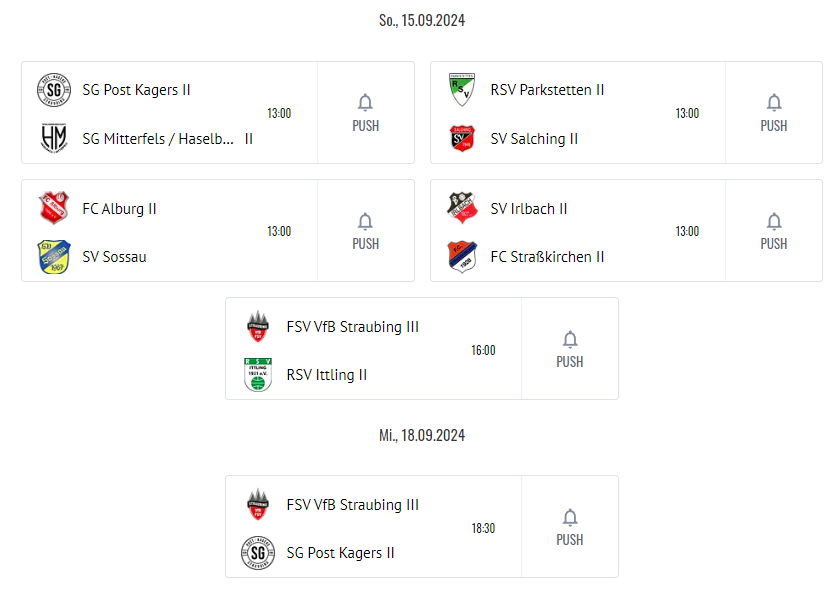 So., 15.09.2024
SG Post Kagers II
13:00
SG Mitterfels / Haselb... II
PUSH
RSV Parkstetten II
13:00
SV Salching II
PUSH
FC Alburg II
13:00
SV Sossau
PUSH
SV Irlbach II
13:00
FC Straßkirchen II
PUSH
FSV VfB Straubing III
16:00
RSV Ittling II
PUSH
Mi., 18.09.2024
FSV VfB Straubing III
18:30
SG Post Kagers II
PUSH